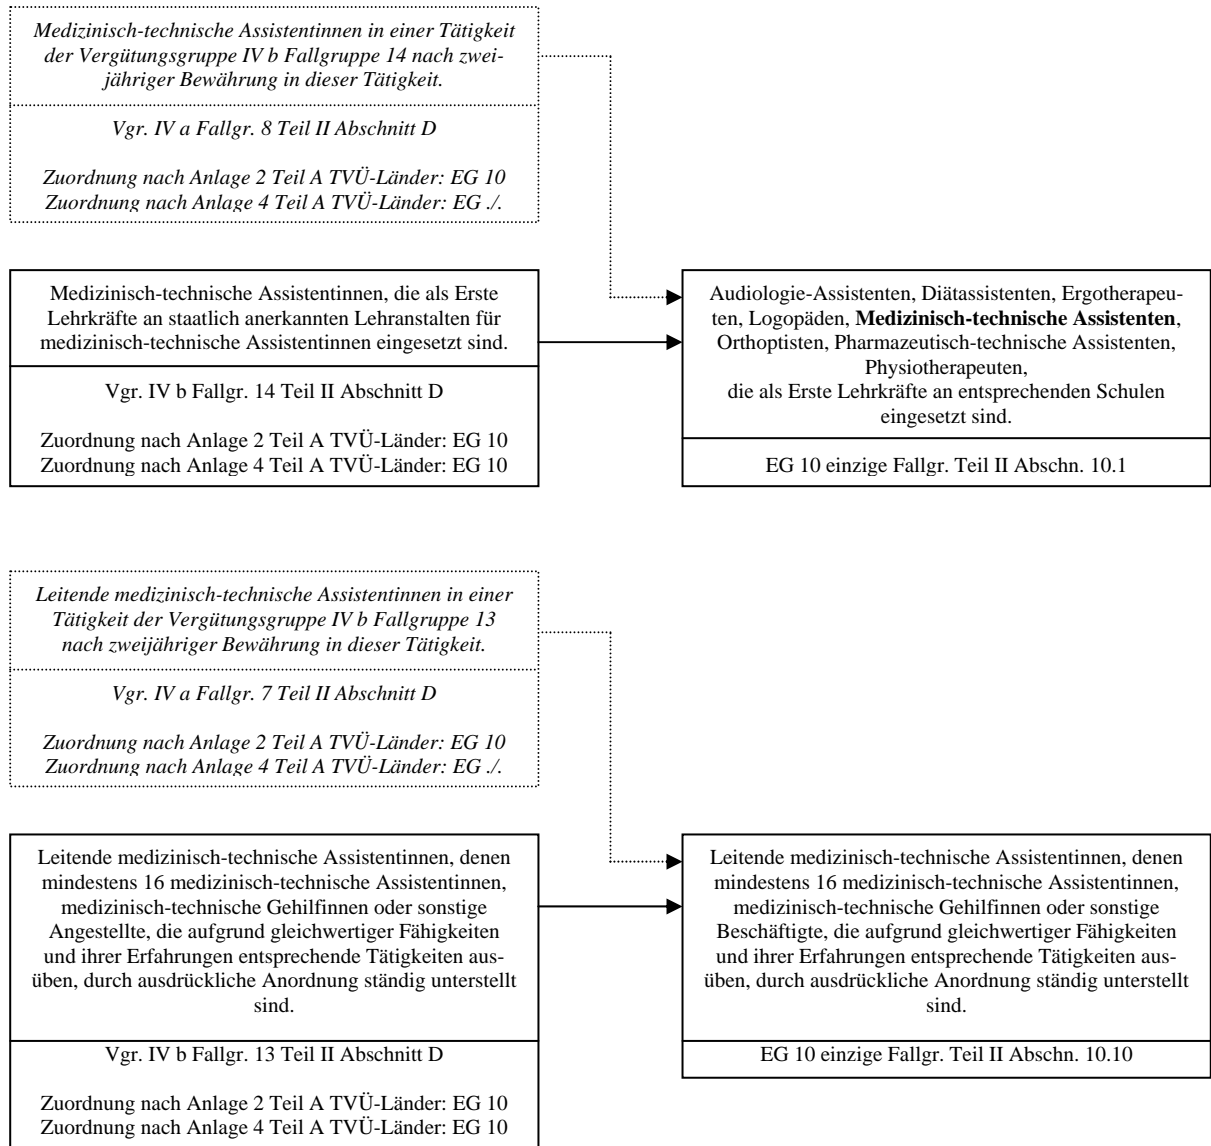 Medizinisch-technische Assistentinnen in einer Tätigkeit
der Vergütungsgruppe IV b Fallgruppe 14 nach zwei-
jähriger Bewährung in dieser Tätigkeit.
Vgr. IV a Fallgr. 8 Teil II Abschnitt D
Zuordnung nach Anlage 2 Teil A TVÜ-Länder: EG 10
Zuordnung nach Anlage 4 Teil A TVÜ-Länder: EG ./.
Medizinisch-technische Assistentinnen, die als Erste
Lehrkräfte an staatlich anerkannten Lehranstalten für
medizinisch-technische Assistentinnen eingesetzt sind.
Vgr. IV b Fallgr. 14 Teil II Abschnitt D
Zuordnung nach Anlage 2 Teil A TVÜ-Länder: EG 10
Zuordnung nach Anlage 4 Teil A TVÜ-Länder: EG 10
Audiologie-Assistenten, Diätassistenten, Ergotherapeu-
ten, Logopäden, Medizinisch-technische Assistenten,
Orthoptisten, Pharmazeutisch-technische Assistenten,
Physiotherapeuten,
die als Erste Lehrkräfte an entsprechenden Schulen
eingesetzt sind.
EG 10 einzige Fallgr. Teil II Abschn. 10.1
Leitende medizinisch-technische Assistentinnen in einer
Tätigkeit der Vergütungsgruppe IV b Fallgruppe 13
nach zweijähriger Bewährung in dieser Tätigkeit.
Vgr. IV a Fallgr. 7 Teil II Abschnitt D
Zuordnung nach Anlage 2 Teil A TVÜ-Länder: EG 10
Zuordnung nach Anlage 4 Teil A TVÜ-Länder: EG ./.
Leitende medizinisch-technische Assistentinnen, denen
mindestens 16 medizinisch-technische Assistentinnen,
medizinisch-technische Gehilfinnen oder sonstige
Angestellte, die aufgrund gleichwertiger Fähigkeiten
und ihrer Erfahrungen entsprechende Tätigkeiten aus-
üben, durch ausdrückliche Anordnung ständig unterstellt
sind.
Vgr. IV b Fallgr. 13 Teil II Abschnitt D
Zuordnung nach Anlage 2 Teil A TVÜ-Länder: EG 10
Zuordnung nach Anlage 4 Teil A TVÜ-Länder: EG 10
Leitende medizinisch-technische Assistentinnen, denen
mindestens 16 medizinisch-technische Assistentinnen,
medizinisch-technische Gehilfinnen oder sonstige
Beschäftigte, die aufgrund gleichwertiger Fähigkeiten
und ihrer Erfahrungen entsprechende Tätigkeiten aus-
üben, durch ausdrückliche Anordnung ständig unterstellt
sind.
EG 10 einzige Fallgr. Teil II Abschn. 10.10